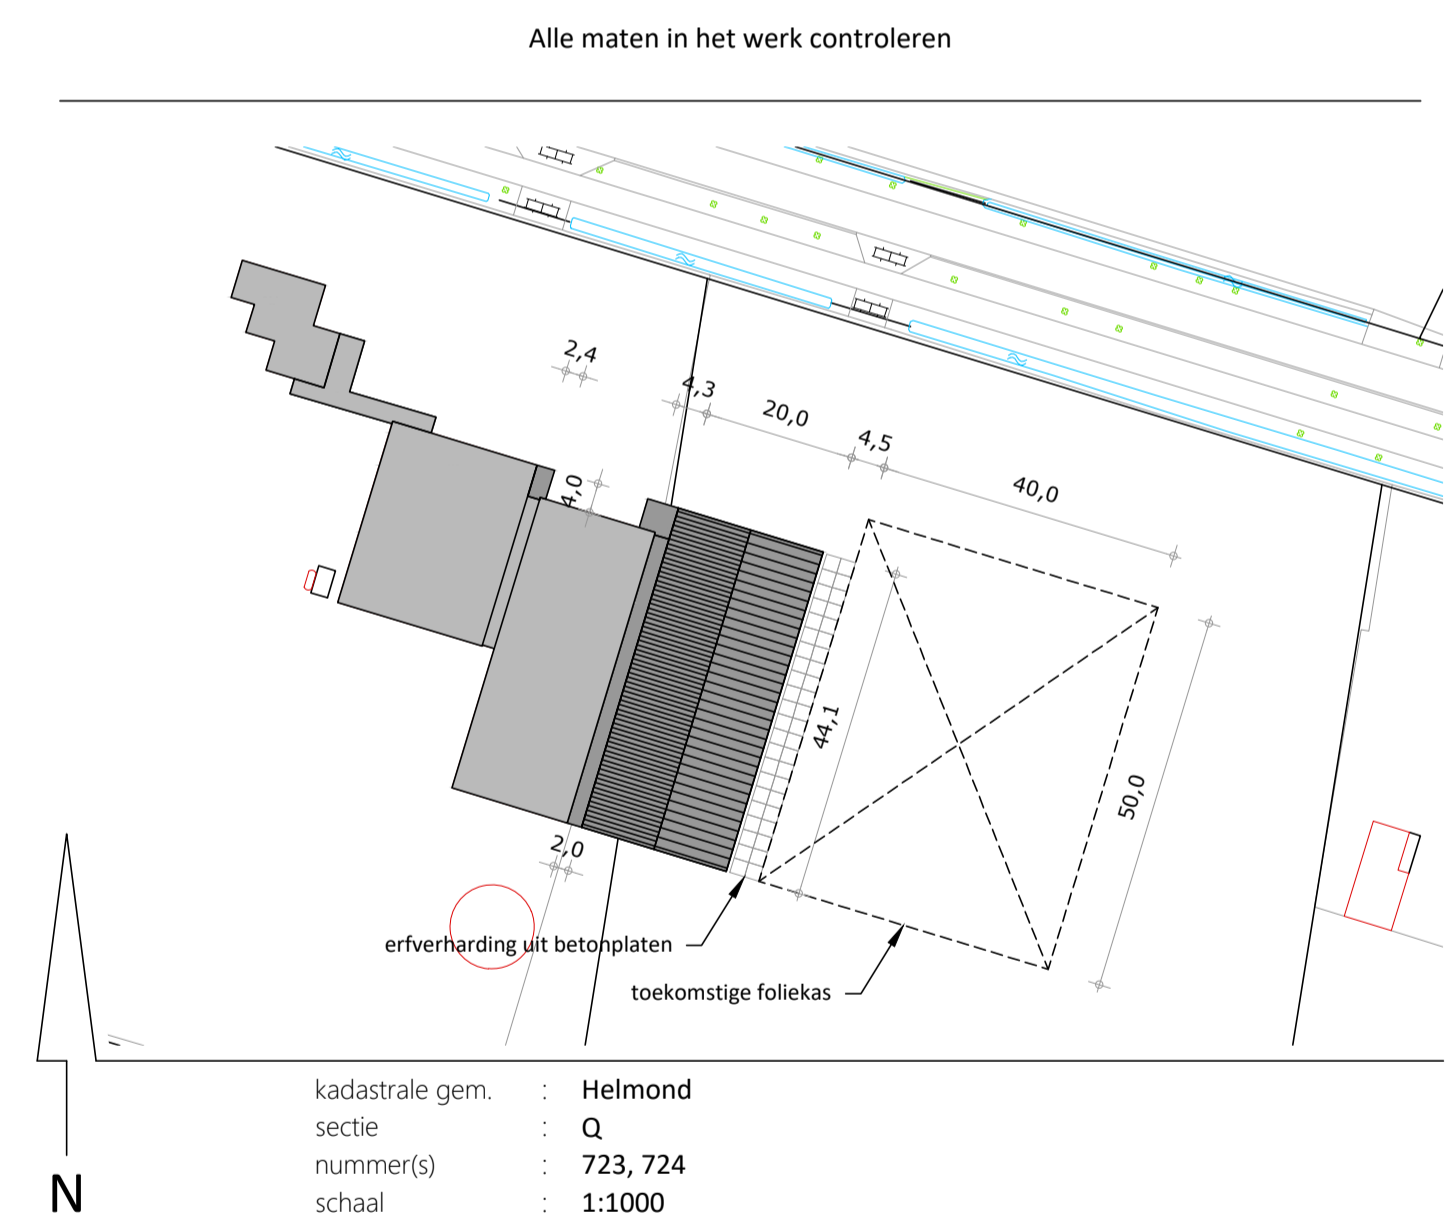 Alle maten in het werk controleren
2,4
4,3
20,0
4,5
40,0
4,0
44,1
50,0
2,0
erfverharding uit betonplaten
toekomstige foliekas
kadastrale gem. : Helmond
sectie : Q
nummer(s) : 723, 724
schaal : 1:1000
N